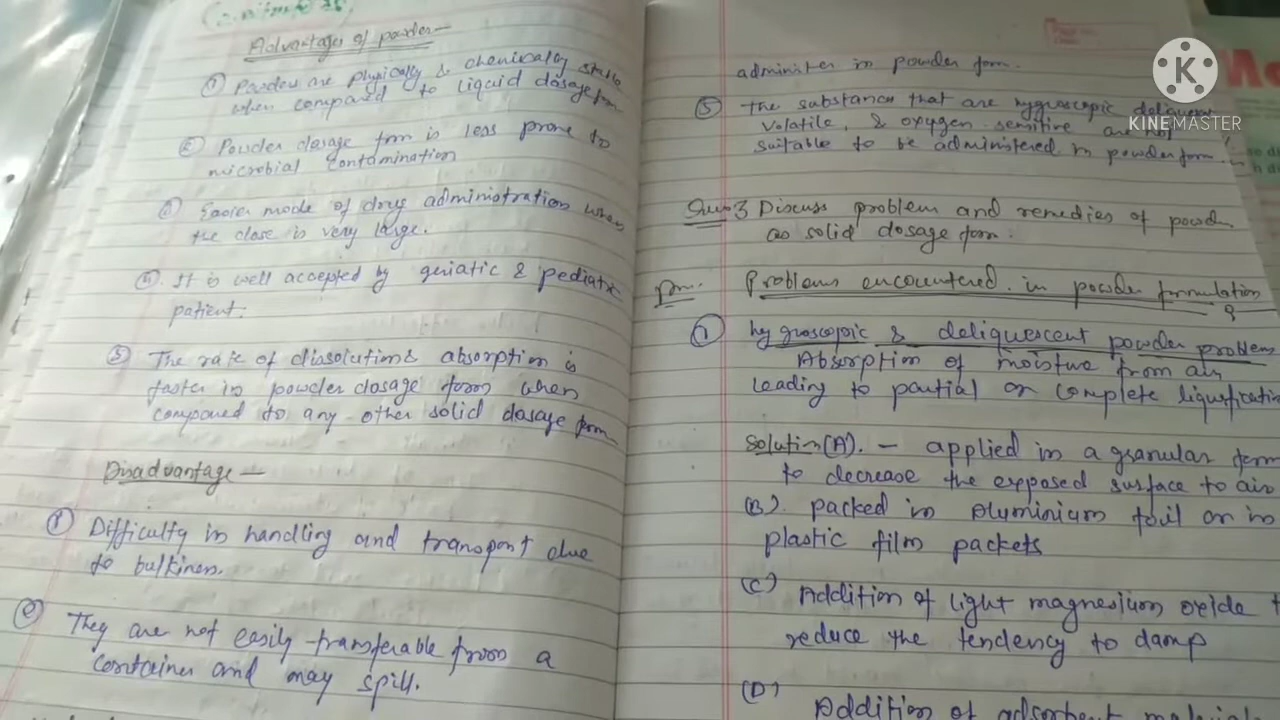 Advantages of powder-
① Powders are physically & chemically stable
when compared to liquid dosage form
② Powder dosage form is less prone to
microbial contamination
③ Easier mode of drug administration when
the dose is very large.
④. It is well accepted by geriatic & pediatric
patient.
⑤ The rate of dissolution & absorption is
faster in powder dosage form when
compared to any other solid dosage form
Disadvantage —
① Difficulty in handling and transport due
to bulkiness.
② They are not easily transferable from a
container and may spill.
administer in powder form.
⑤ The substances that are hygroscopic
volatile, & oxygen sensitive are not
suitable to be administered in powder form.
Ques 3 Discuss problem and remedies of powder
as solid dosage form.
Problems encountered in powder formulation
① hygroscopic & deliquescent powder problem
Absorption of moisture from air
leading to partial or complete liquification
Solution (A). — applied in a granular form
to decrease the exposed surface to air
(B). packed in Aluminium foil or in
plastic film packets
(C) Addition of light magnesium oxide t
reduce the tendency to damp
(D) Addition of adsorbent
K
KINEMASTER